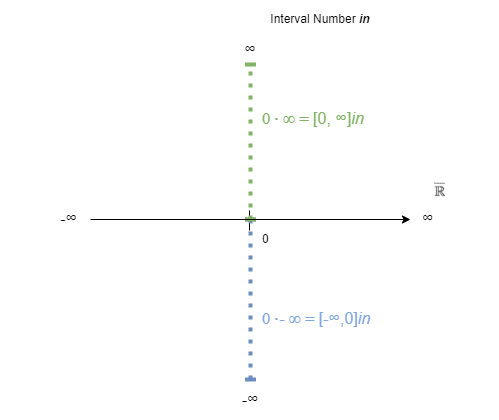 Interval Number in
∞
0 · ∞ = [0, ∞]in
ℝ̅
-∞
∞
0
0 ·- ∞ = [-∞,0]in
-∞